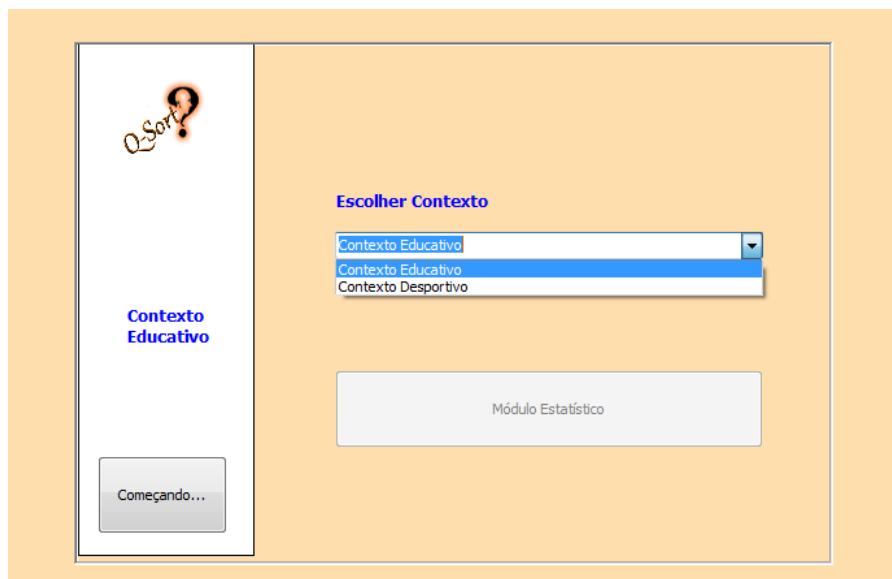 Q-Sort?
Escolher Contexto
Contexto Educativo
Contexto Educativo
Contexto Desportivo
Contexto
Educativo
Módulo Estatístico
Começando...